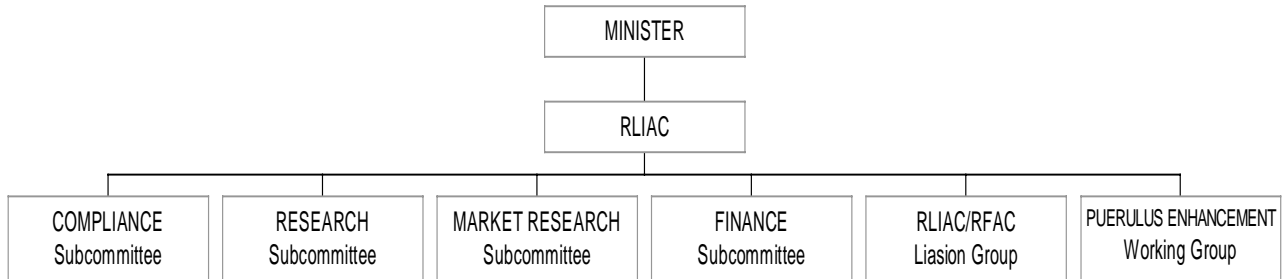 MINISTER
RLIAC
COMPLIANCE
Subcommittee
RESEARCH
Subcommittee
MARKET RESEARCH
Subcommittee
FINANCE
Subcommittee
RLIAC/RFAC
Liasion Group
PUERULUS ENHANCEMENT
Working Group